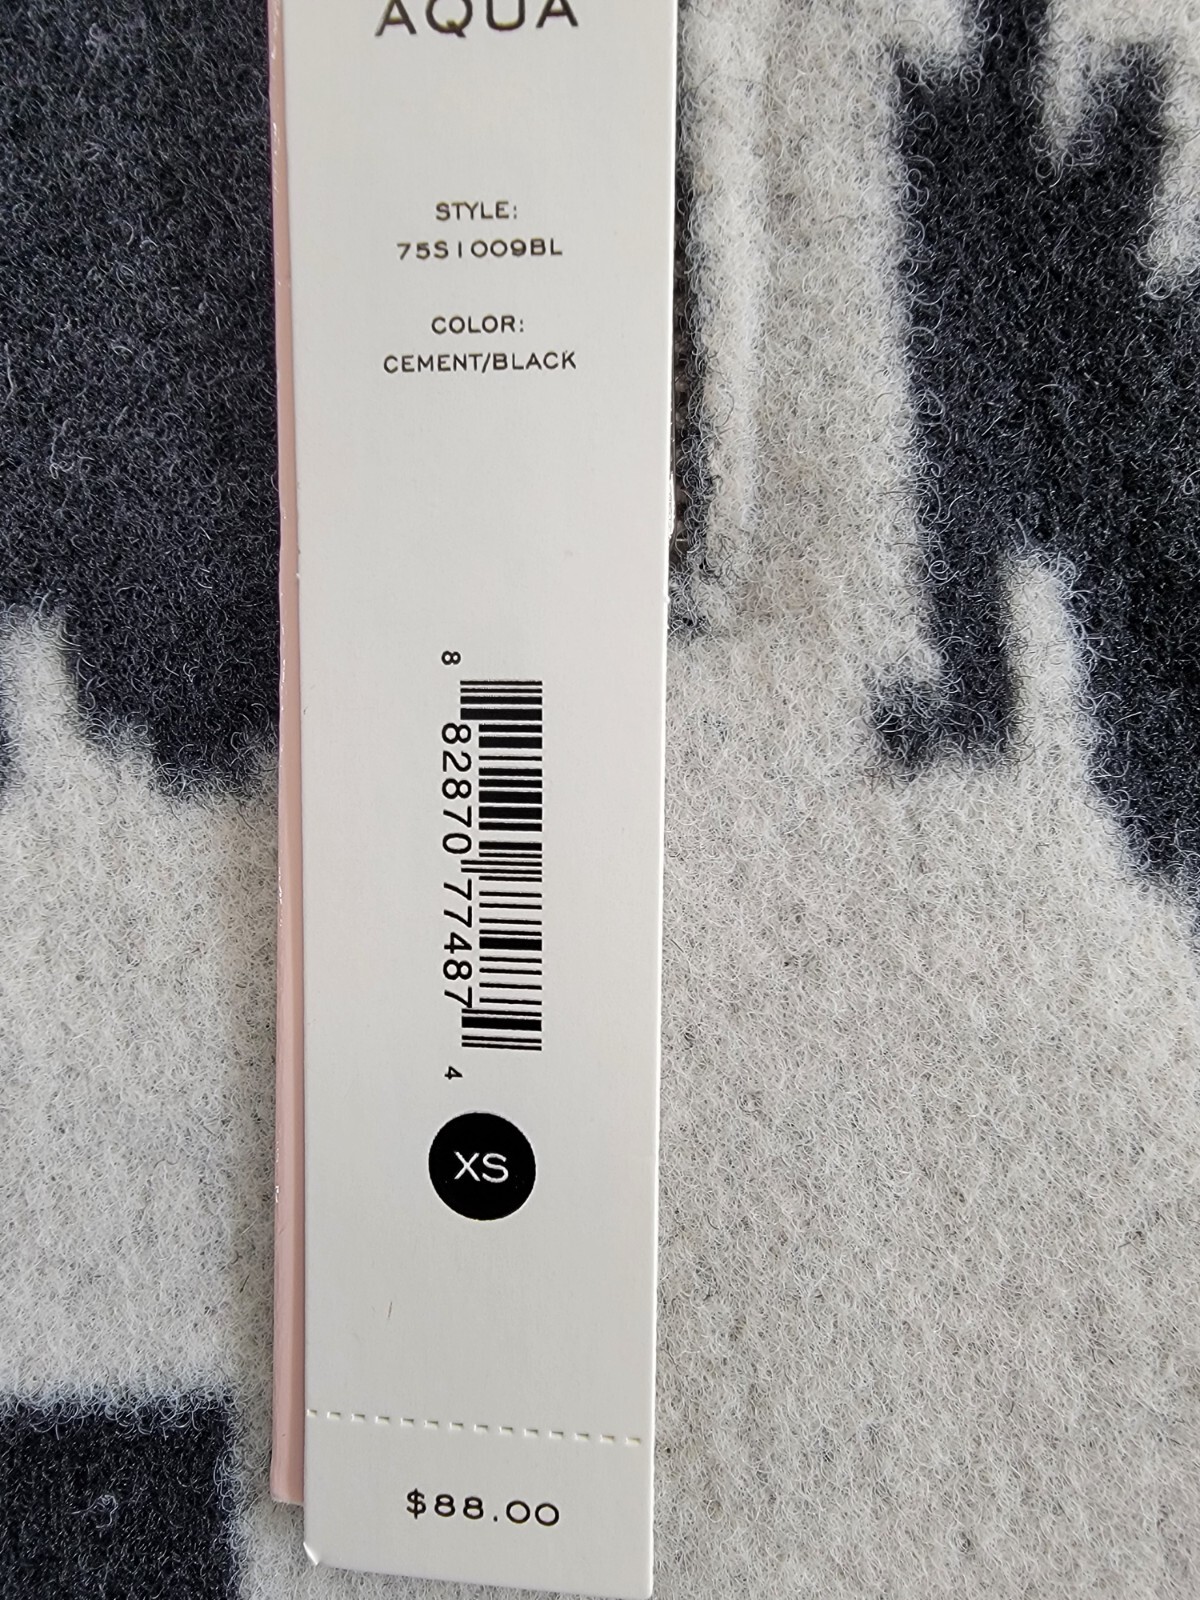 AQUA
STYLE:
75S1009BL
COLOR:
CEMENT/BLACK
8 82870 77487 4
XS
$88.00